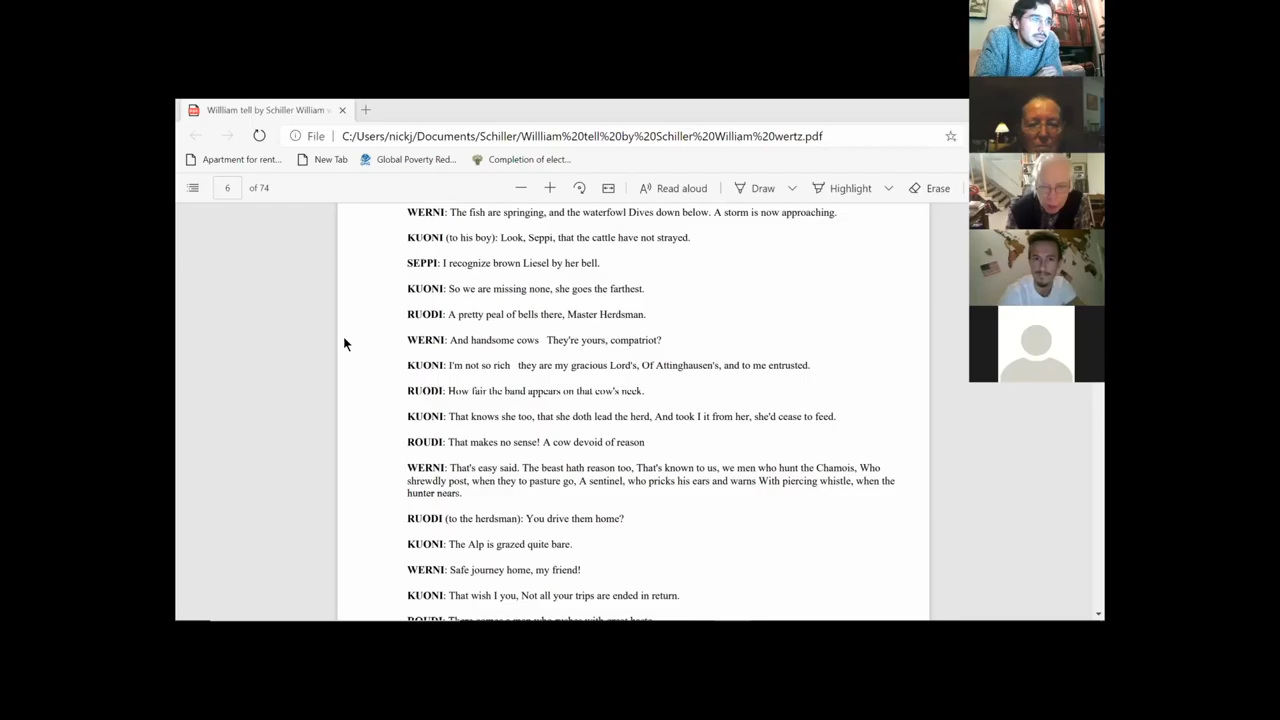 Willliam tell by Schiller William w
File C:/Users/nickj/Documents/Schiller/Willliam%20tell%20by%20Schiller%20William%20wertz.pdf
Apartment for rent... New Tab Global Poverty Red... Completion of elect...
6 of 74 Read aloud Draw Highlight Erase
WERNI: The fish are springing, and the waterfowl Dives down below. A storm is now approaching.
KUONI (to his boy): Look, Seppi, that the cattle have not strayed.
SEPPI: I recognize brown Liesel by her bell.
KUONI: So we are missing none, she goes the farthest.
RUODI: A pretty peal of bells there, Master Herdsman.
WERNI: And handsome cows They're yours, compatriot?
KUONI: I'm not so rich they are my gracious Lord's, Of Attinghausen's, and to me entrusted.
RUODI: How fair the band appears on that cow's neck.
KUONI: That knows she too, that she doth lead the herd, And took I it from her, she'd cease to feed.
ROUDI: That makes no sense! A cow devoid of reason
WERNI: That's easy said. The beast hath reason too, That's known to us, we men who hunt the Chamois, Who
shrewdly post, when they to pasture go, A sentinel, who pricks his ears and warns With piercing whistle, when the
hunter nears.
RUODI (to the herdsman): You drive them home?
KUONI: The Alp is grazed quite bare.
WERNI: Safe journey home, my friend!
KUONI: That wish I you, Not all your trips are ended in return.
ROUDI: There comes a man who rushes with great haste.